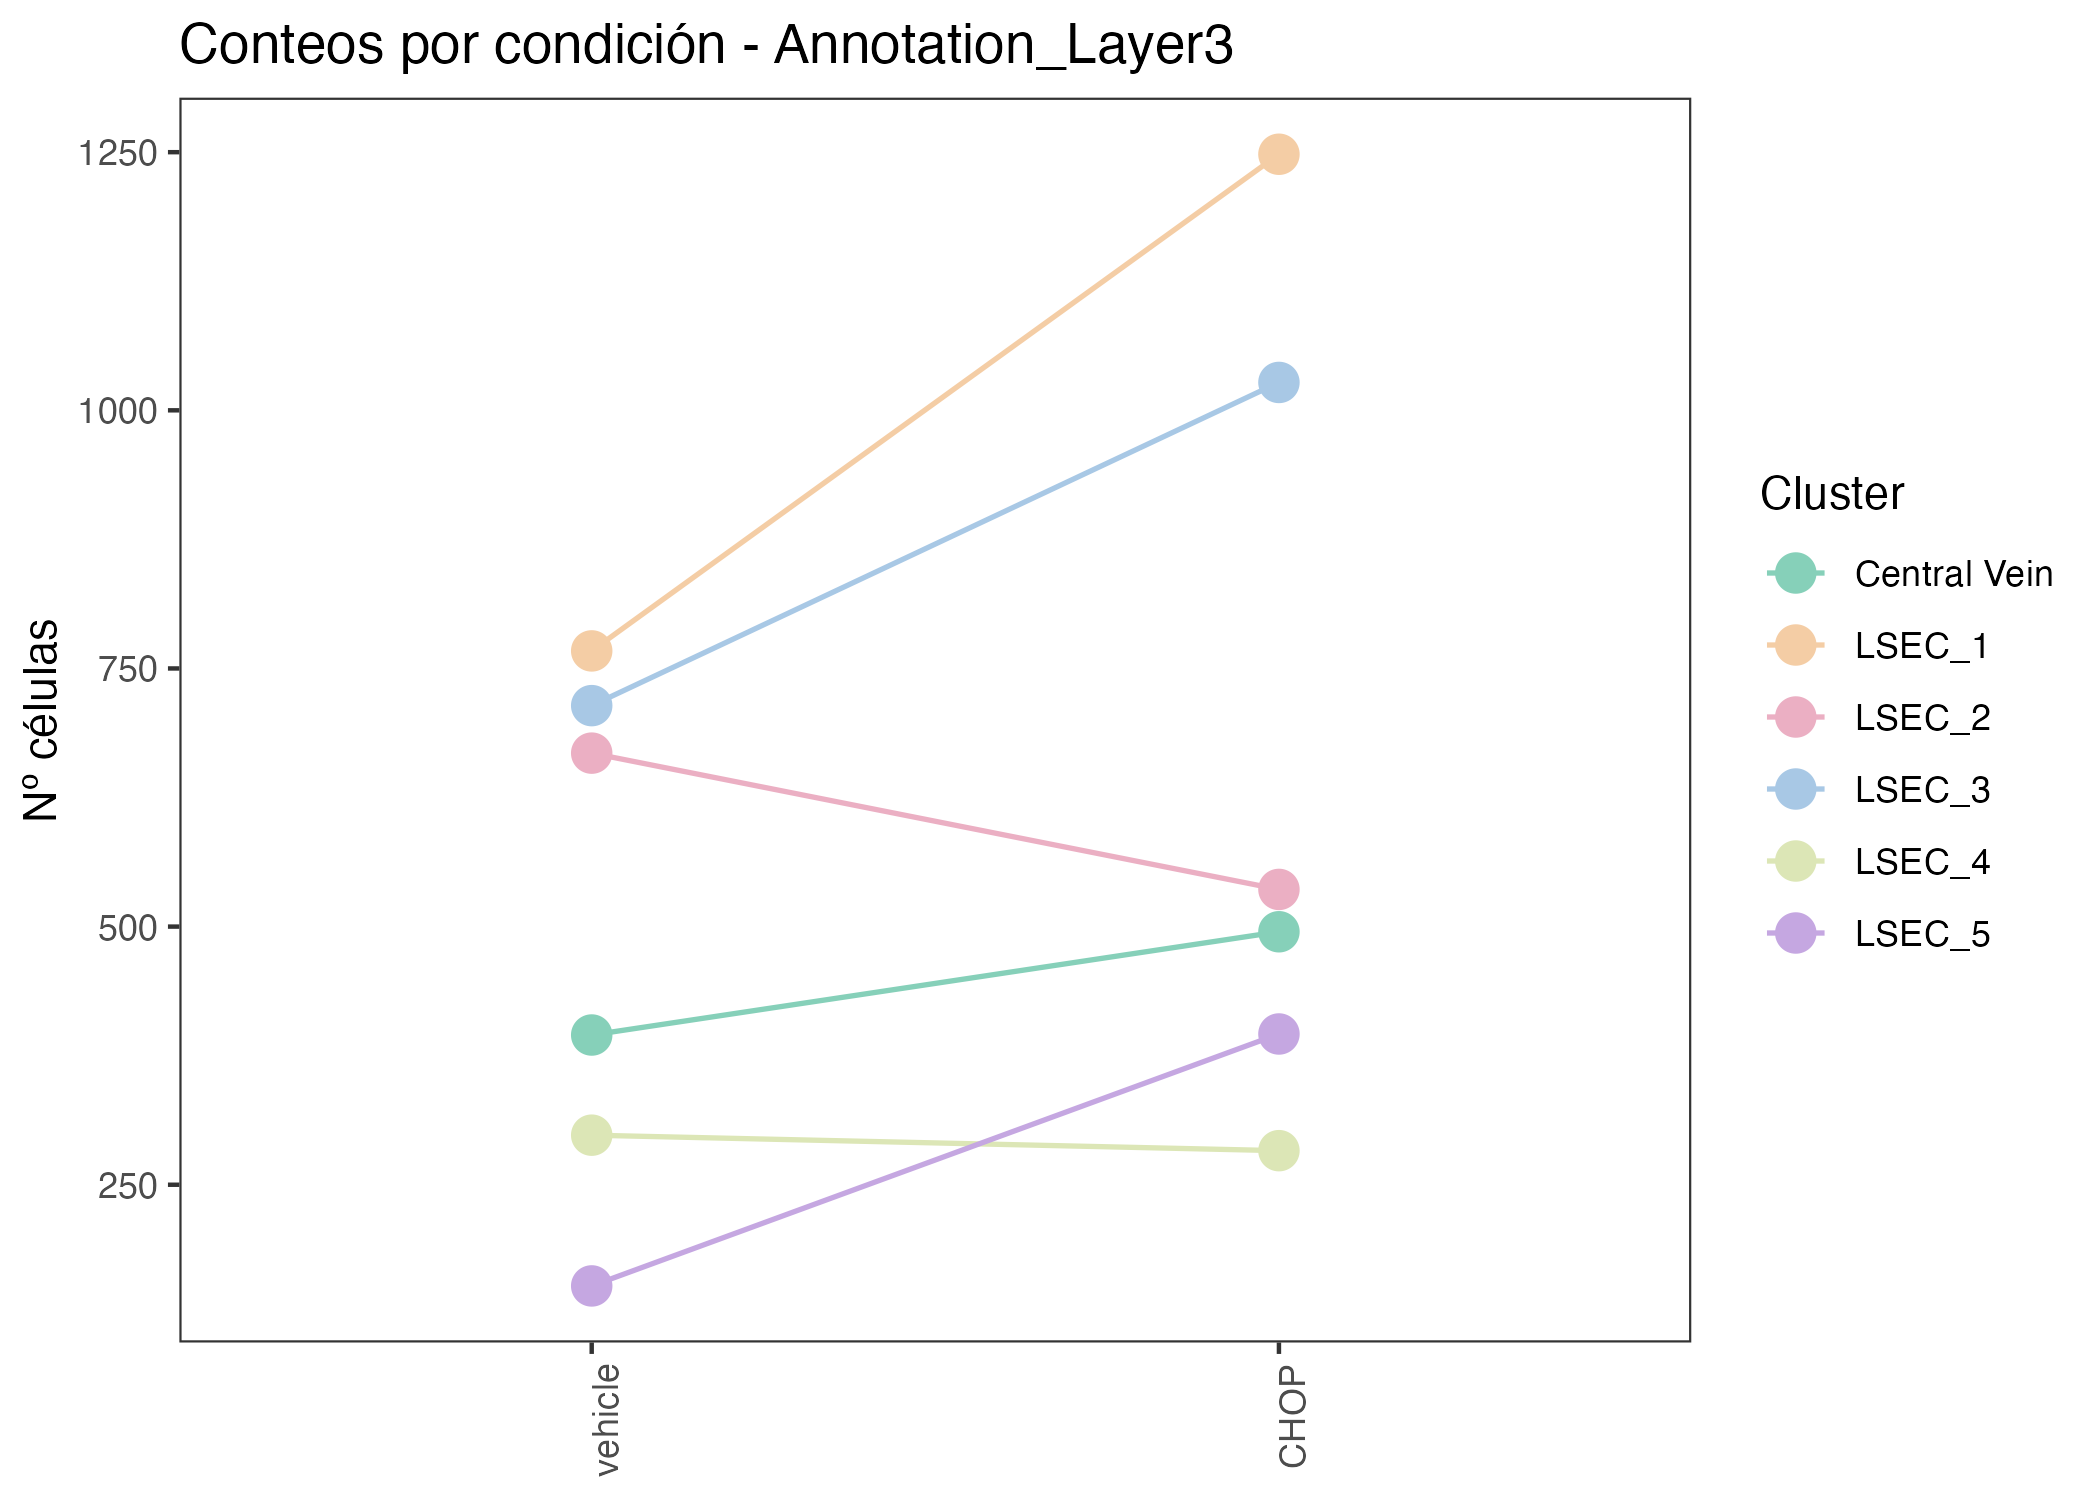 Conteos por condición - Annotation_Layer3
1250
1000
750
500
250
Nº células
vehicle
CHOP
Cluster
Central Vein
LSEC_1
LSEC_2
LSEC_3
LSEC_4
LSEC_5